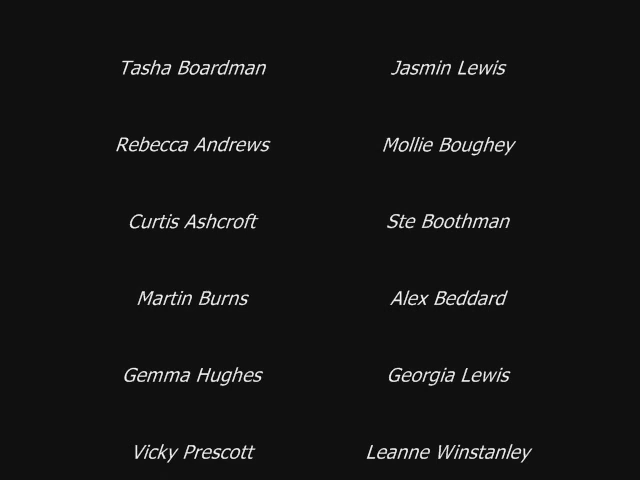 Tasha Boardman
Jasmin Lewis
Rebecca Andrews
Mollie Boughey
Curtis Ashcroft
Ste Boothman
Martin Burns
Alex Beddard
Gemma Hughes
Georgia Lewis
Vicky Prescott
Leanne Winstanley